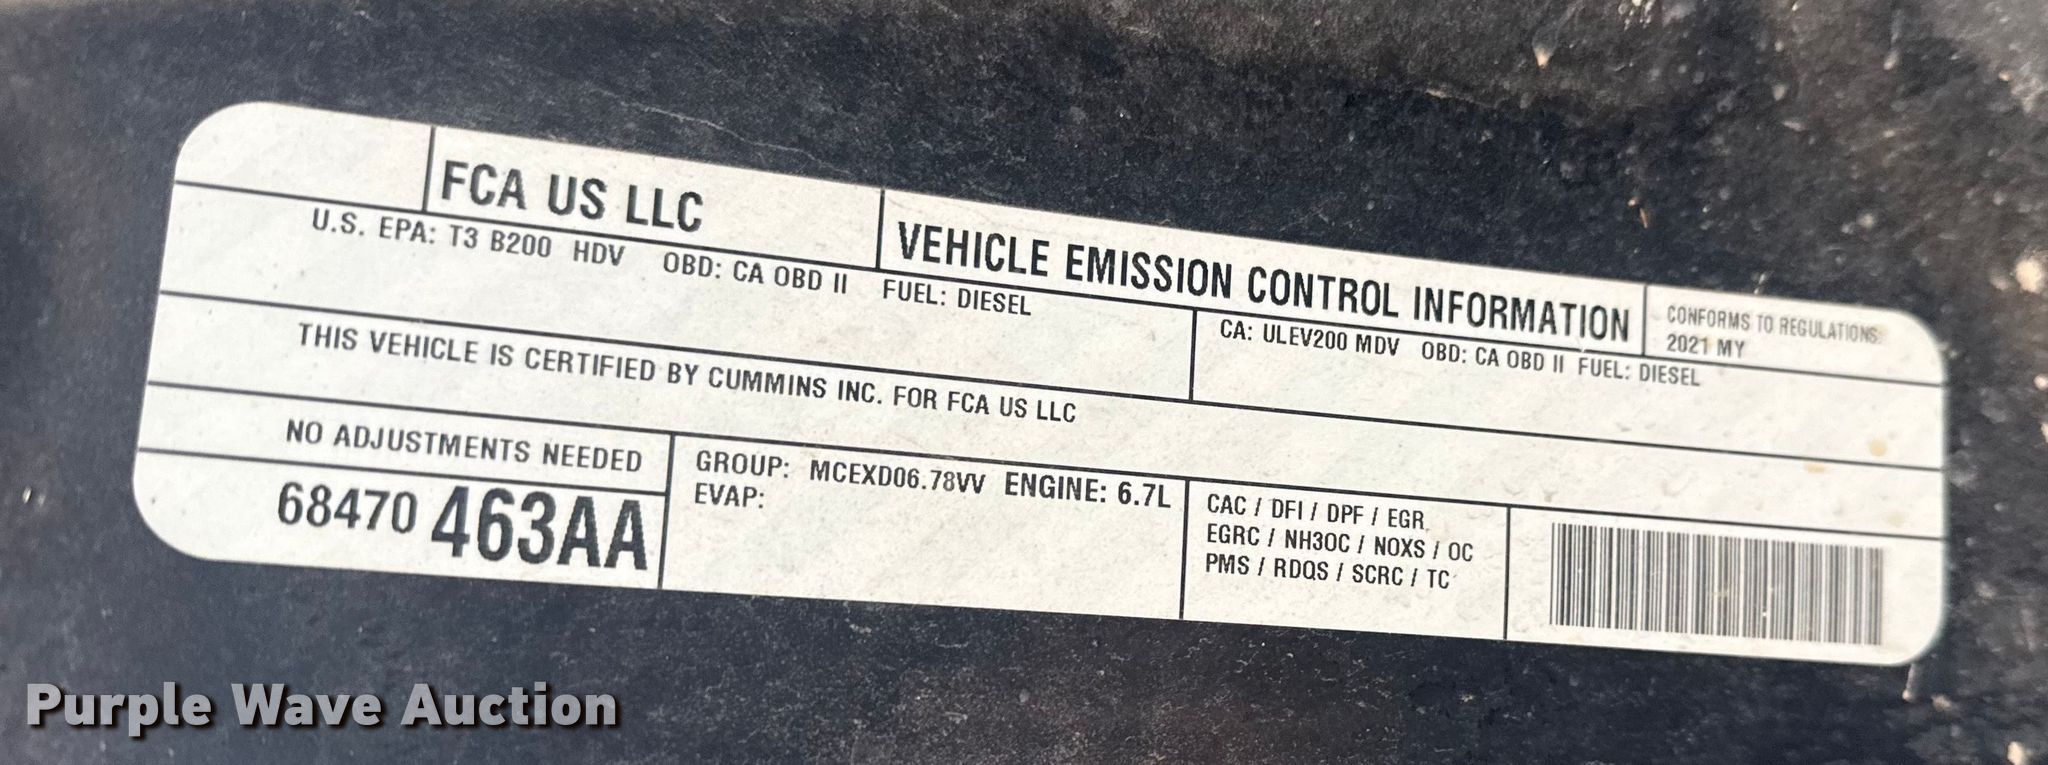 FCA US LLC
VEHICLE EMISSION CONTROL INFORMATION
CONFORMS TO REGULATIONS:
2021 MY
U.S. EPA: T3 B200 HDV OBD: CA OBD II FUEL: DIESEL
CA: ULEV200 MDV OBD: CA OBD II FUEL: DIESEL
THIS VEHICLE IS CERTIFIED BY CUMMINS INC. FOR FCA US LLC
NO ADJUSTMENTS NEEDED
68470 463AA
GROUP: MCEXD06.78VV ENGINE: 6.7L
EVAP:
CAC / DFI / DPF / EGR
EGRC / NH3OC / NOXS / OC
PMS / RDQS / SCRC / TC
Purple Wave Auction